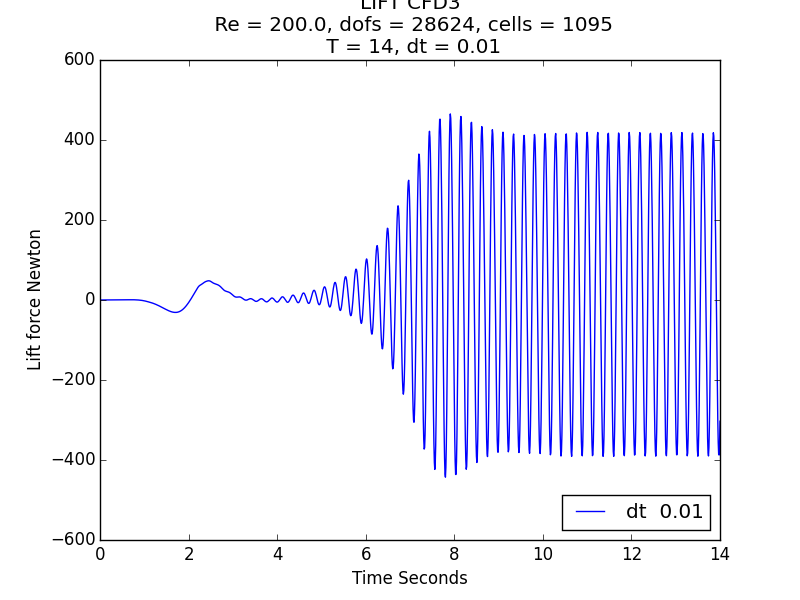 LIFT CFD3
Re = 200.0, dofs = 28624, cells = 1095
T = 14, dt = 0.01
600
400
200
0
−200
−400
−600
Lift force Newton
0 2 4 6 8 10 12 14
Time Seconds
dt 0.01